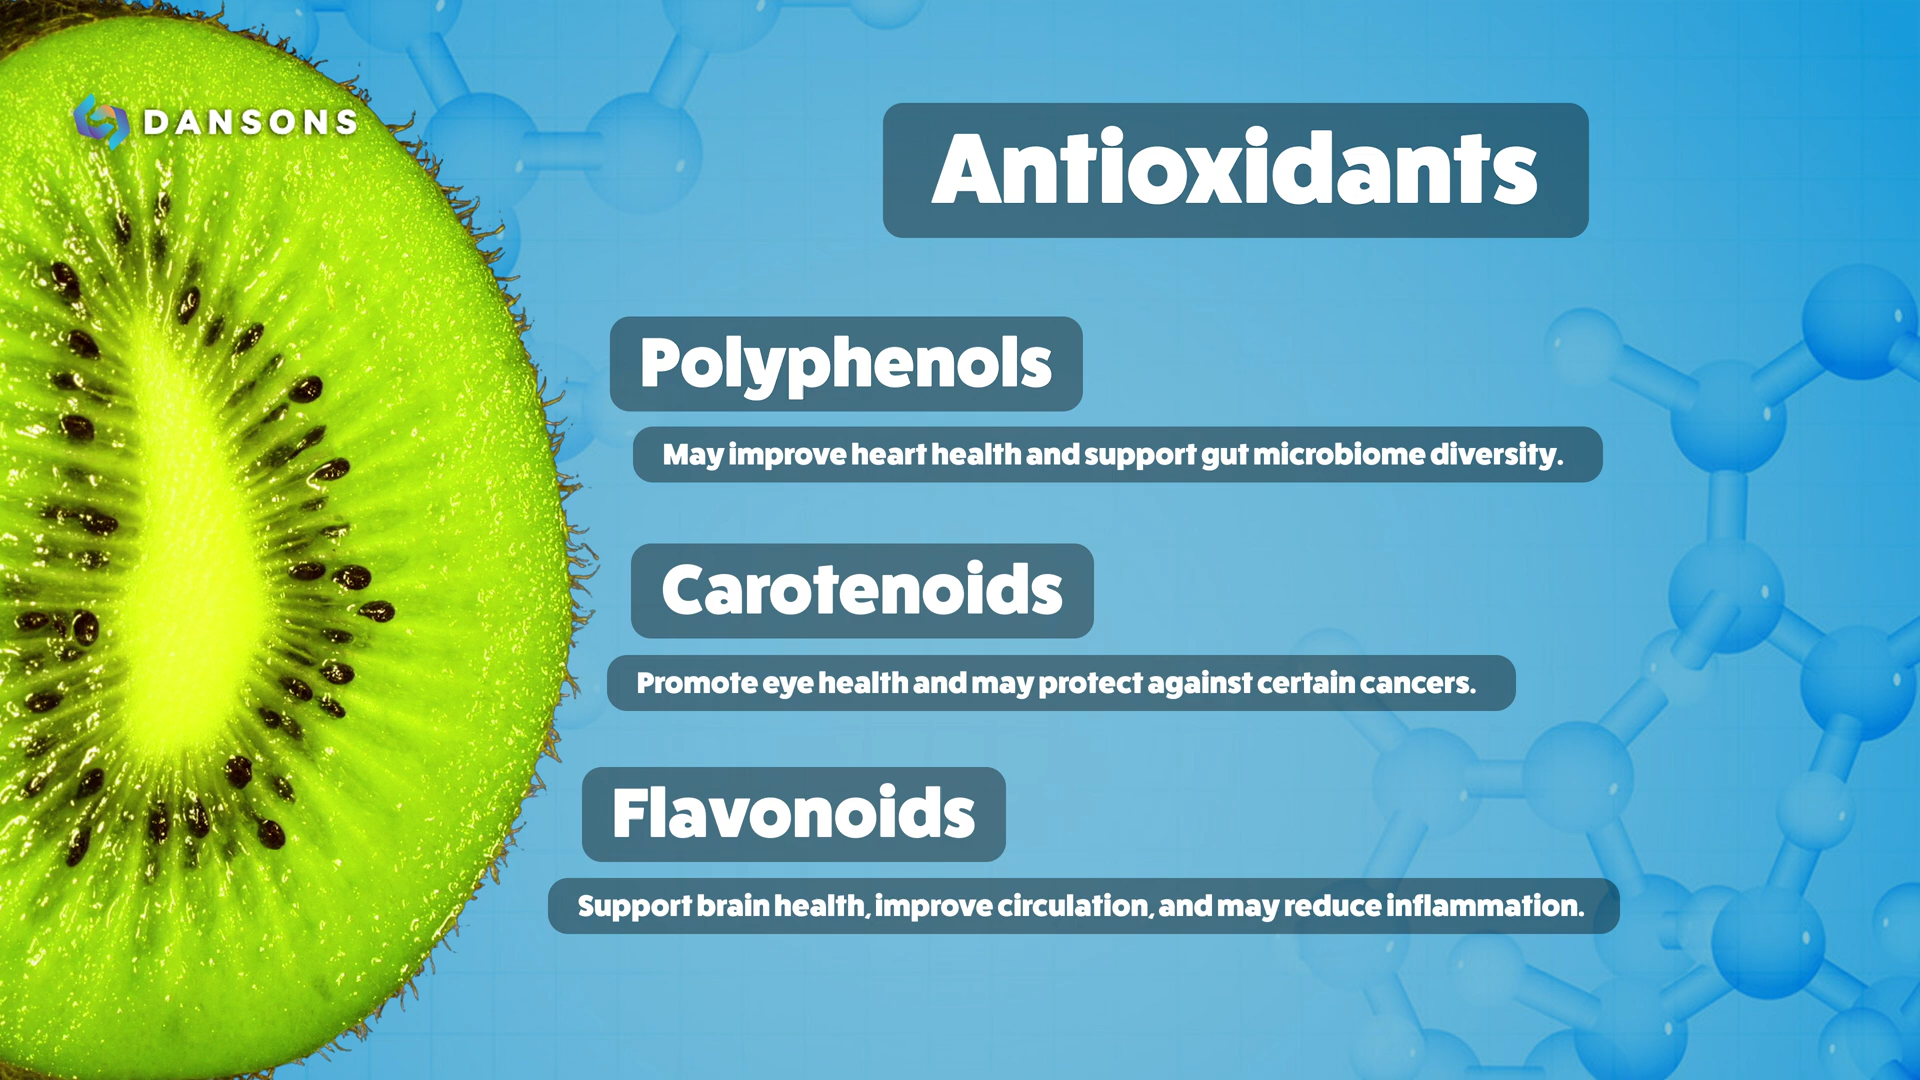 DANSONS
Antioxidants
Polyphenols
May improve heart health and support gut microbiome diversity.
Carotenoids
Promote eye health and may protect against certain cancers.
Flavonoids
Support brain health, improve circulation, and may reduce inflammation.